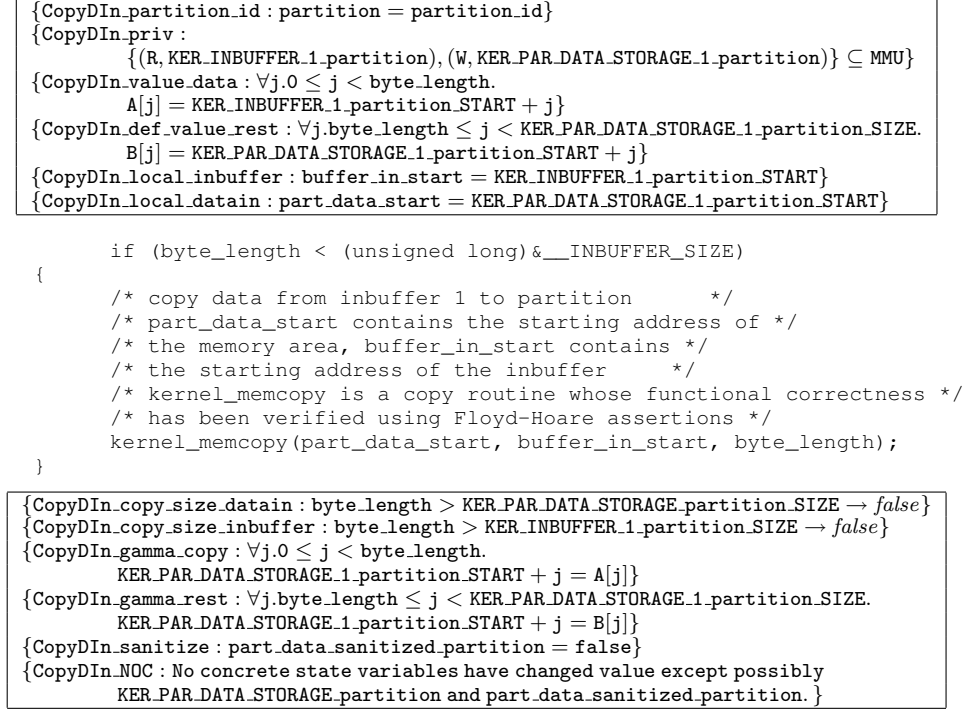 {CopyDIn_partition_id : partition = partition_id}
{CopyDIn_priv :
{(R, KER_INBUFFER_1_partition), (W, KER_PAR_DATA_STORAGE_1_partition)} ⊆ MMU}
{CopyDIn_value_data : ∀j.0 ≤ j < byte_length.
A[j] = KER_INBUFFER_1_partition_START + j}
{CopyDIn_def_value_rest : ∀j.byte_length ≤ j < KER_PAR_DATA_STORAGE_1_partition_SIZE.
B[j] = KER_PAR_DATA_STORAGE_1_partition_START + j}
{CopyDIn_local_inbuffer : buffer_in_start = KER_INBUFFER_1_partition_START}
{CopyDIn_local_datain : part_data_start = KER_PAR_DATA_STORAGE_1_partition_START}
if (byte_length < (unsigned long)&__INBUFFER_SIZE)
{
/* copy data from inbuffer 1 to partition */
/* part_data_start contains the starting address of */
/* the memory area, buffer_in_start contains */
/* the starting address of the inbuffer */
/* kernel_memcopy is a copy routine whose functional correctness */
/* has been verified using Floyd-Hoare assertions */
kernel_memcopy(part_data_start, buffer_in_start, byte_length);
}
{CopyDIn_copy_size_datain : byte_length > KER_PAR_DATA_STORAGE_partition_SIZE → false}
{CopyDIn_copy_size_inbuffer : byte_length > KER_INBUFFER_1_partition_SIZE → false}
{CopyDIn_gamma_copy : ∀j.0 ≤ j < byte_length.
KER_PAR_DATA_STORAGE_1_partition_START + j = A[j]}
{CopyDIn_gamma_rest : ∀j.byte_length ≤ j < KER_PAR_DATA_STORAGE_1_partition_SIZE.
KER_PAR_DATA_STORAGE_1_partition_START + j = B[j]}
{CopyDIn_sanitize : part_data_sanitized_partition = false}
{CopyDIn_NOC : No concrete state variables have changed value except possibly
KER_PAR_DATA_STORAGE_partition and part_data_sanitized_partition. }